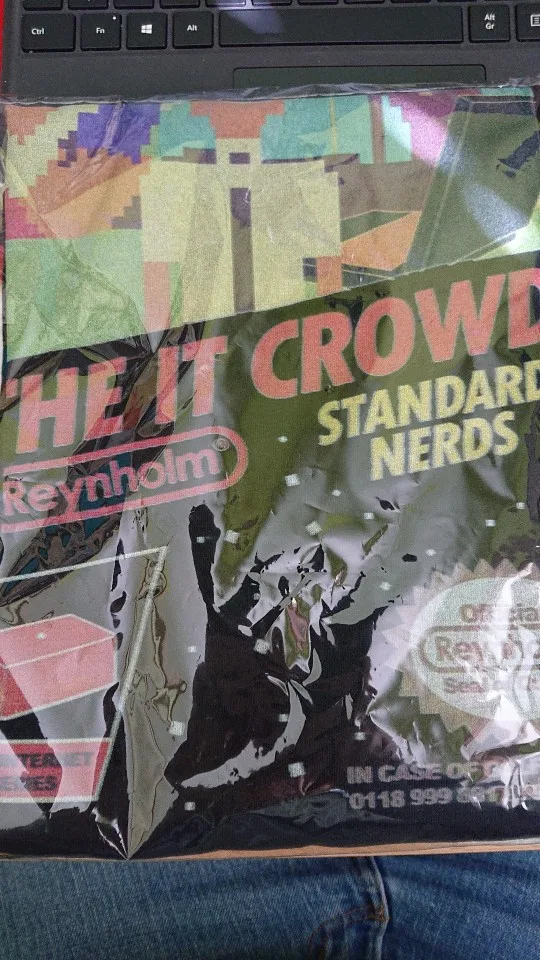 Ctrl
Fn
Alt
Alt Gr
HE IT CROWD
STANDARD
NERDS
Reynholm®
IN CASE OF
0118 999